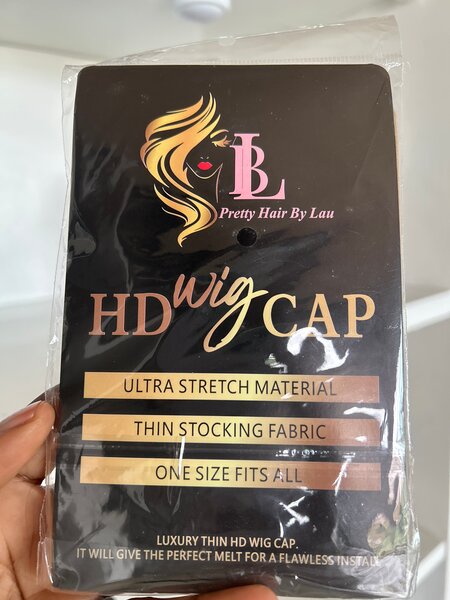 BL
Pretty Hair By Lau
HD wig CAP
ULTRA STRETCH MATERIAL
THIN STOCKING FABRIC
ONE SIZE FITS ALL
LUXURY THIN HD WIG CAP.
IT WILL GIVE THE PERFECT MELT FOR A FLAWLESS INSTALL